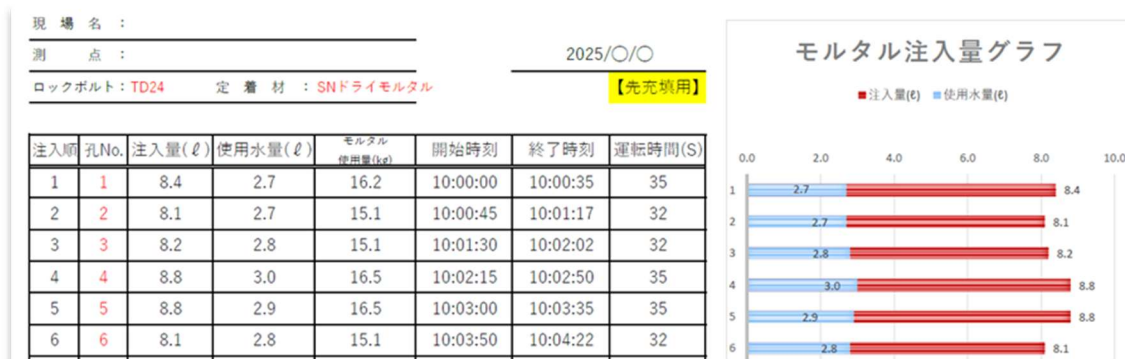 現 場 名 :
測 点 :
2025/〇/〇
ロックボルト:TD24 定 着 材 :SNドライモルタル
【先充填用】
注入順 孔No. 注入量(ℓ) 使用水量(ℓ) モルタル使用量(kg) 開始時刻 終了時刻 運転時間(S)
1 1 8.4 2.7 16.2 10:00:00 10:00:35 35
2 2 8.1 2.7 15.1 10:00:45 10:01:17 32
3 3 8.2 2.8 15.1 10:01:30 10:02:02 32
4 4 8.8 3.0 16.5 10:02:15 10:02:50 35
5 5 8.8 2.9 16.5 10:03:00 10:03:35 35
6 6 8.1 2.8 15.1 10:03:50 10:04:22 32
モルタル注入量グラフ
注入量(ℓ) 使用水量(ℓ)
0.0 2.0 4.0 6.0 8.0 10.0
1 2.7 8.4
2 2.7 8.1
3 2.8 8.2
4 3.0 8.8
5 2.9 8.8
6 2.8 8.1